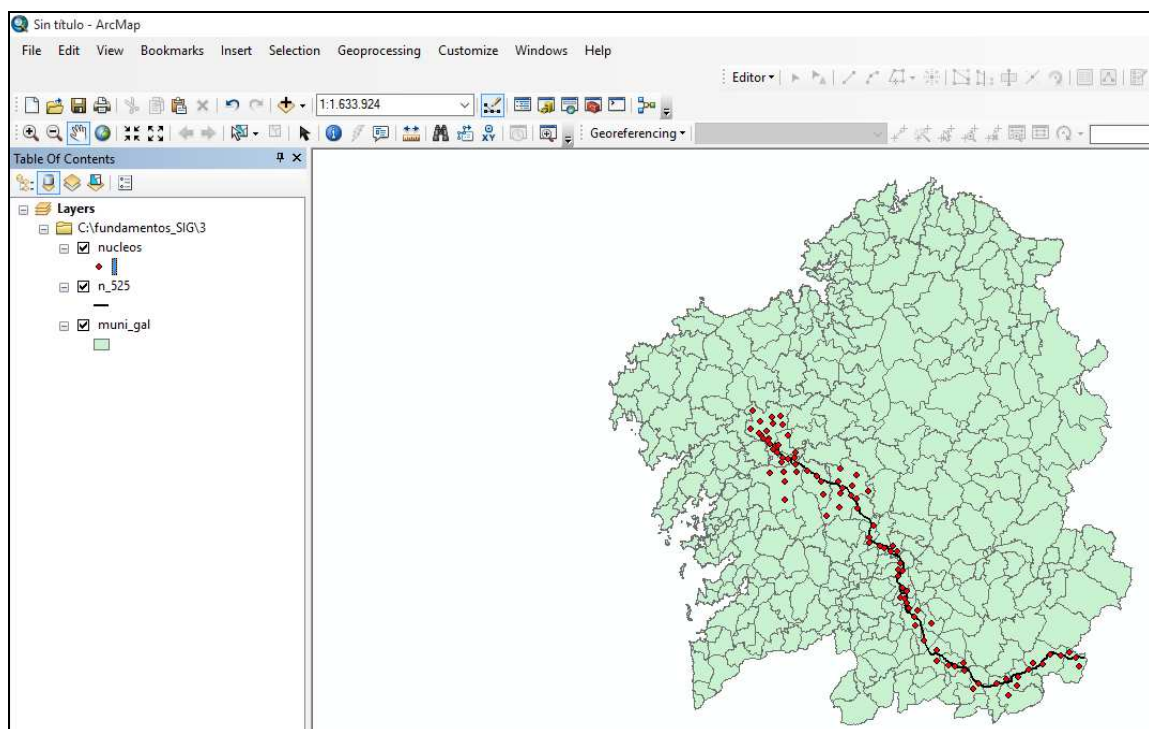 Sin título - ArcMap
File Edit View Bookmarks Insert Selection Geoprocessing Customize Windows Help
Editor
1:1.633.924
Georeferencing
Table Of Contents
Layers
C:\fundamentos_SIG\3
nucleos
n_525
muni_gal